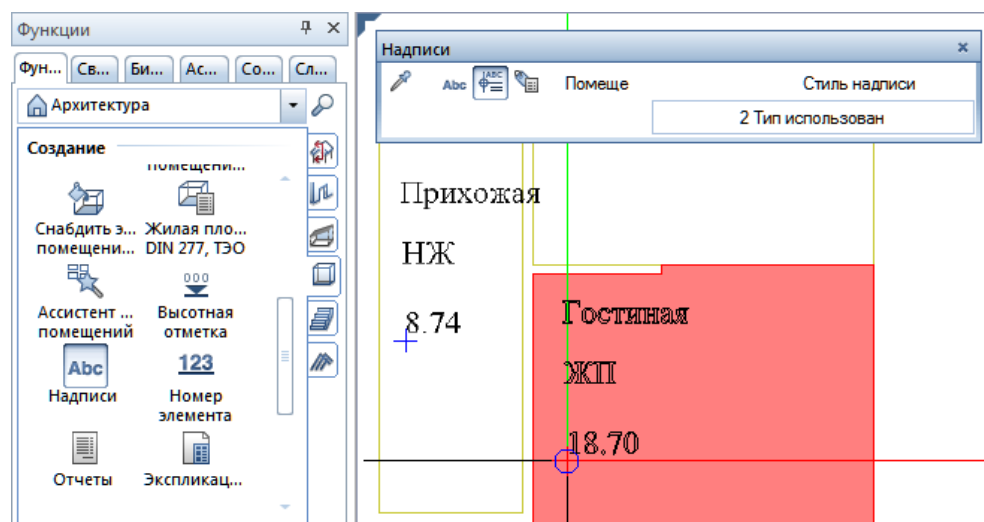 Функции
Фун... Св... Би... Ас... Со... Сл...
Архитектура
Создание
помещени...
Снабдить э... помещени...
Жилая пло... DIN 277, ТЭО
Ассистент ... помещений
Высотная отметка
000
Abc
Надписи
123
Номер элемента
Отчеты
Экспликац...
Надписи
Abc
ABC
Помеще
Стиль надписи
2 Тип использован
Прихожая
НЖ
8.74
Гостиная
ЖП
18.70